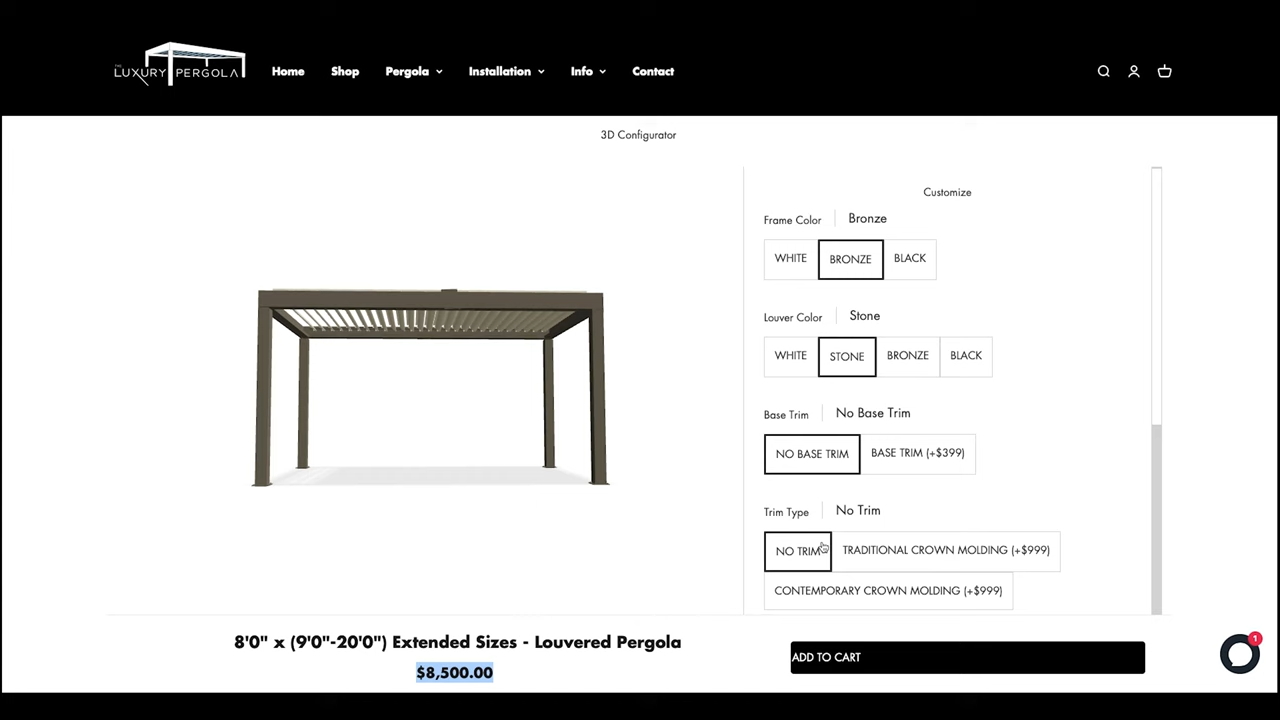 THE
LUXURY PERGOLA
Home
Shop
Pergola
Installation
Info
Contact
3D Configurator
Customize
Frame Color
Bronze
WHITE
BRONZE
BLACK
Louver Color
Stone
WHITE
STONE
BRONZE
BLACK
Base Trim
No Base Trim
NO BASE TRIM
BASE TRIM (+$399)
Trim Type
No Trim
NO TRIM
TRADITIONAL CROWN MOLDING (+$999)
CONTEMPORARY CROWN MOLDING (+$999)
8'0" x (9'0"-20'0") Extended Sizes - Louvered Pergola
$8,500.00
ADD TO CART
1